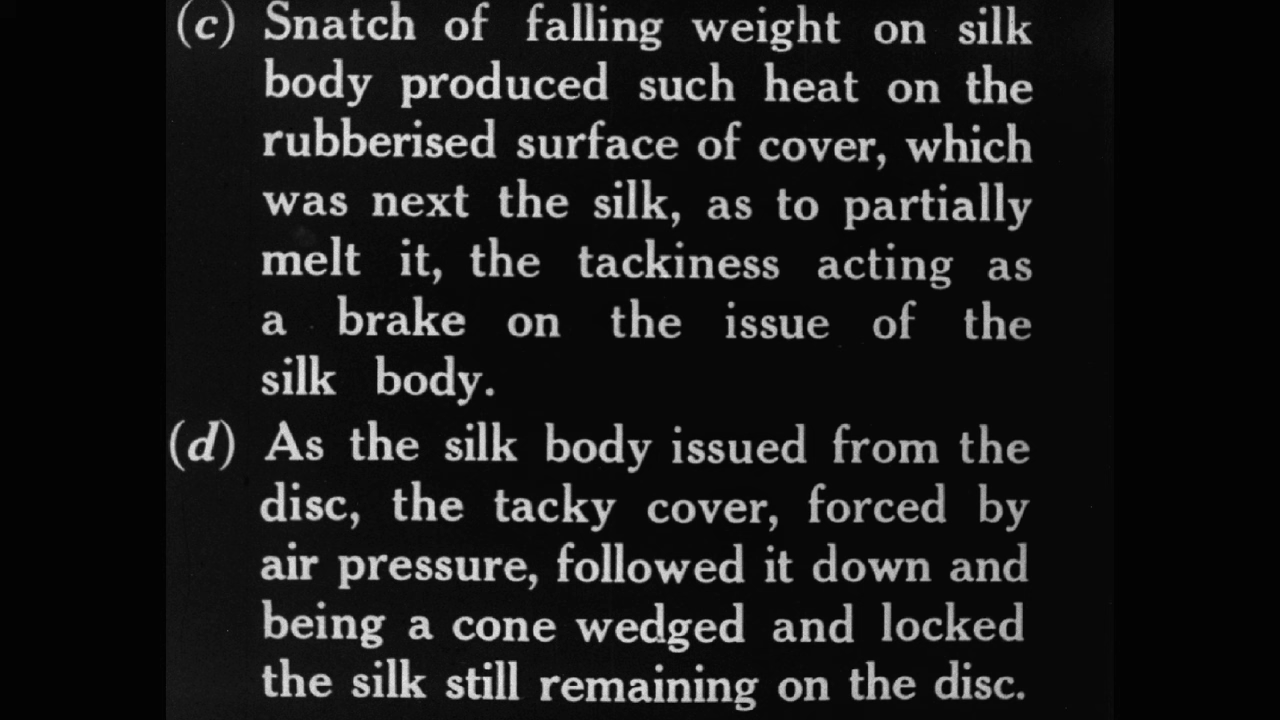 (c) Snatch of falling weight on silk
body produced such heat on the
rubberised surface of cover, which
was next the silk, as to partially
melt it, the tackiness acting as
a brake on the issue of the
silk body.
(d) As the silk body issued from the
disc, the tacky cover, forced by
air pressure, followed it down and
being a cone wedged and locked
the silk still remaining on the disc.